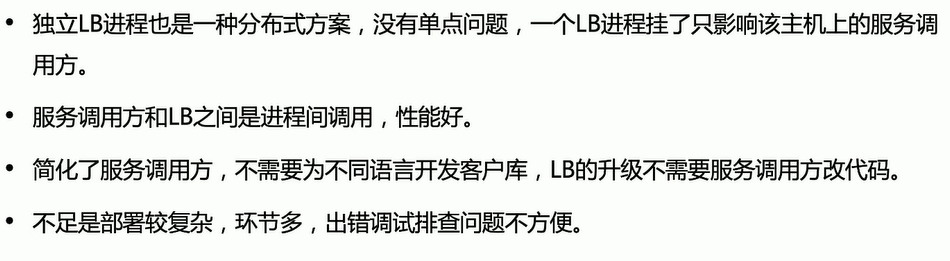 • 独立LB进程也是一种分布式方案，没有单点问题，一个LB进程挂了只影响该主机上的服务调
用方。
• 服务调用方和LB之间是进程间调用，性能好。
• 简化了服务调用方，不需要为不同语言开发客户库，LB的升级不需要服务调用方改代码。
• 不足是部署较复杂，环节多，出错调试排查问题不方便。